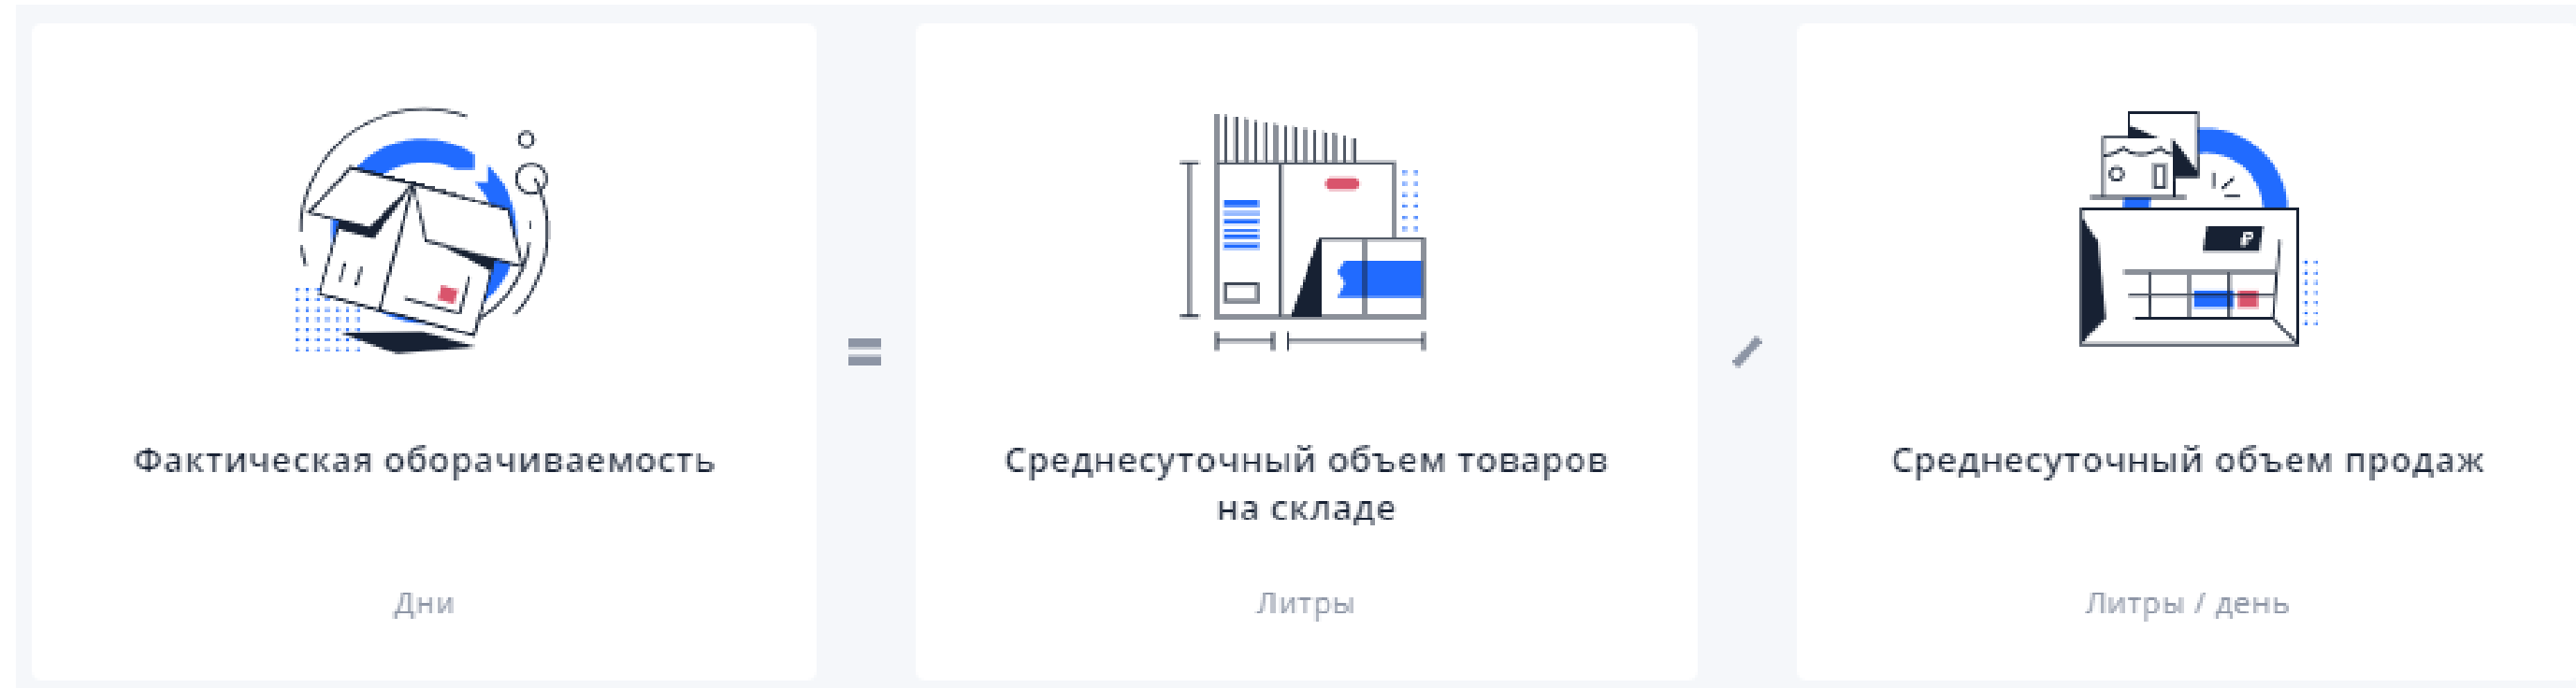 Фактическая оборачиваемость
=
Среднесуточный объем товаров
на складе
/
Среднесуточный объем продаж
₽
Дни
Литры
Литры / день